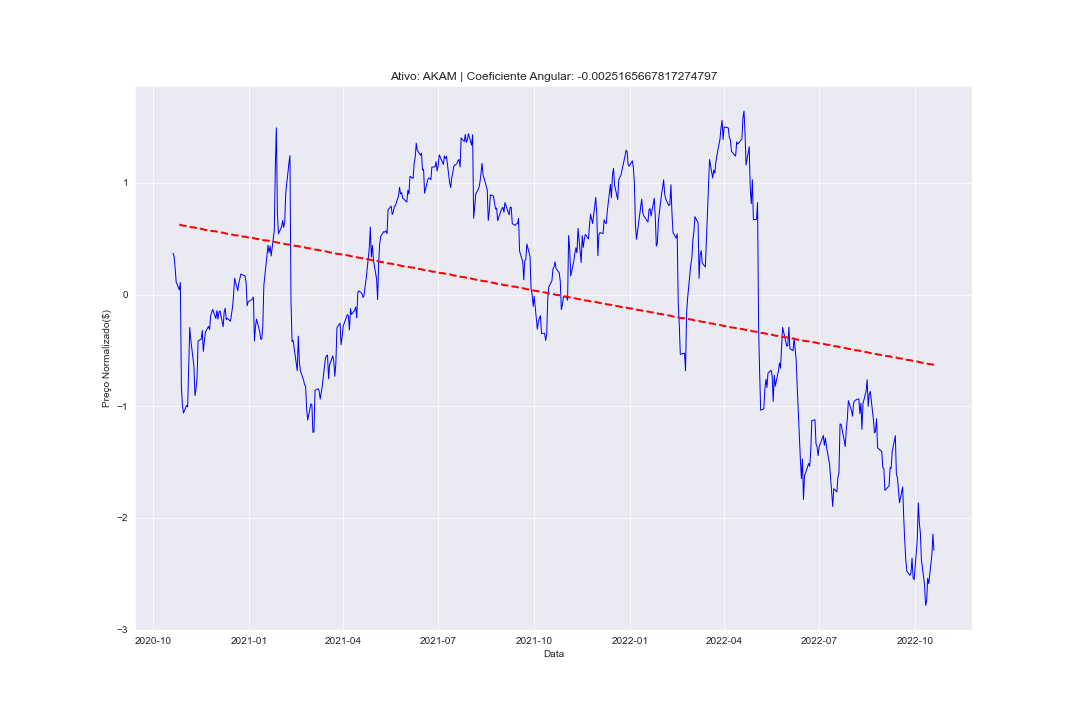 Ativo: AKAM | Coeficiente Angular: -0.0025165667817274797
Preço Normalizado($)
1
0
−1
−2
−3
2020-10 2021-01 2021-04 2021-07 2021-10 2022-01 2022-04 2022-07 2022-10
Data